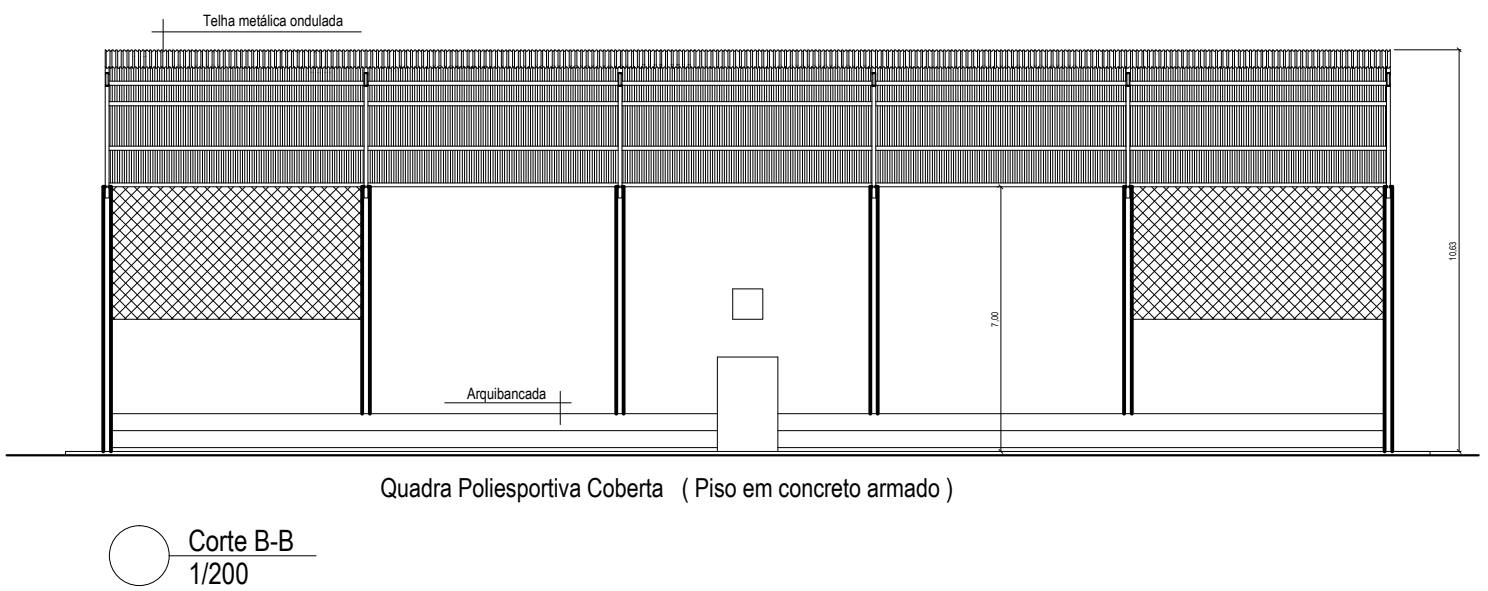 Telha metálica ondulada
10,63
7,00
Arquibancada
Quadra Poliesportiva Coberta ( Piso em concreto armado )
Corte B-B
1/200